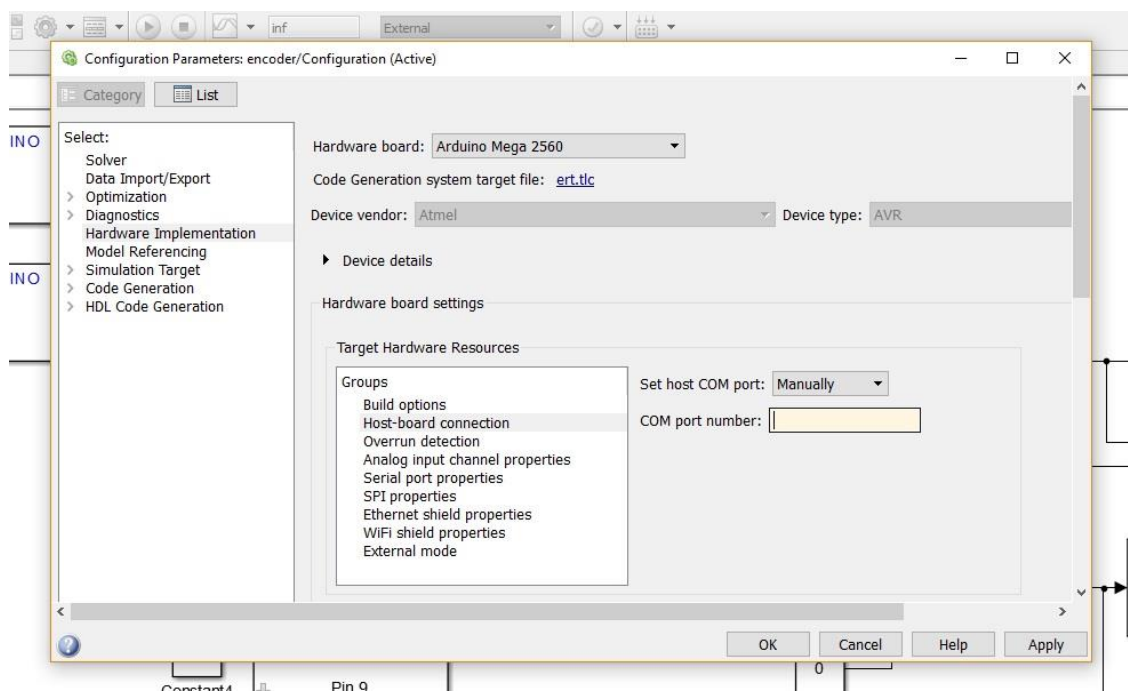 inf
External
Configuration Parameters: encoder/Configuration (Active)
Category
List
INO
INO
Select:
Solver
Data Import/Export
Optimization
Diagnostics
Hardware Implementation
Model Referencing
Simulation Target
Code Generation
HDL Code Generation
Hardware board: Arduino Mega 2560
Code Generation system target file: ert.tlc
Device vendor: Atmel
Device type: AVR
Device details
Hardware board settings
Target Hardware Resources
Groups
Build options
Host-board connection
Overrun detection
Analog input channel properties
Serial port properties
SPI properties
Ethernet shield properties
WiFi shield properties
External mode
Set host COM port: Manually
COM port number:
OK
Cancel
Help
Apply
Constant4
Pin 9
0